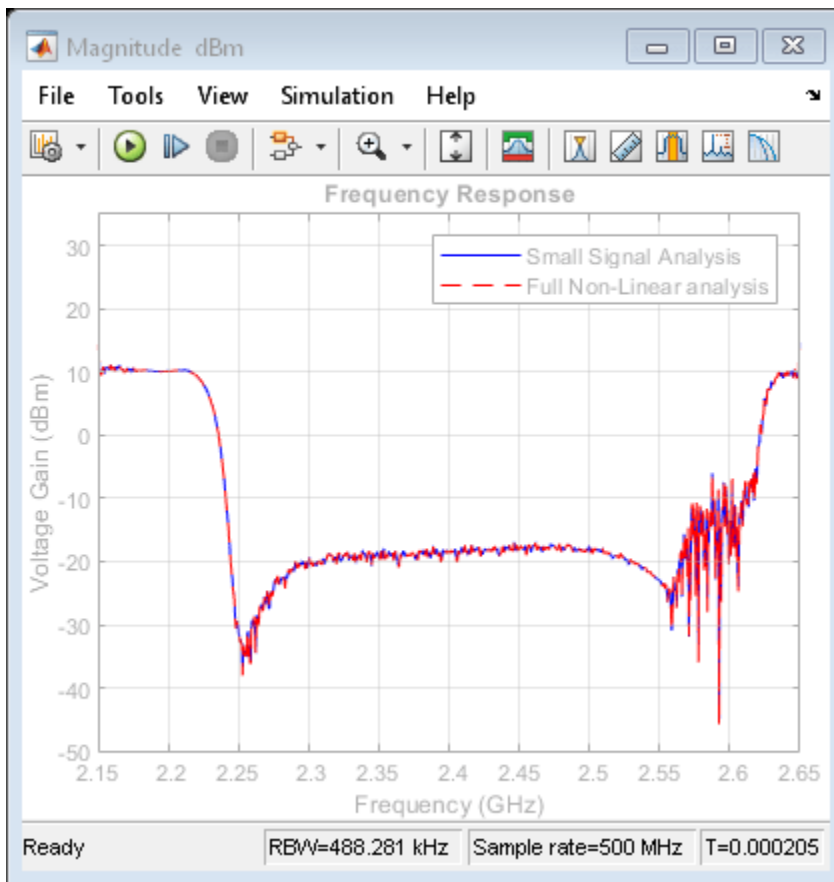 Magnitude dBm
File Tools View Simulation Help
Frequency Response
Small Signal Analysis
Full Non-Linear analysis
Voltage Gain (dBm)
30
20
10
0
-10
-20
-30
-40
-50
2.15 2.2 2.25 2.3 2.35 2.4 2.45 2.5 2.55 2.6 2.65
Frequency (GHz)
Ready RBW=488.281 kHz Sample rate=500 MHz T=0.000205